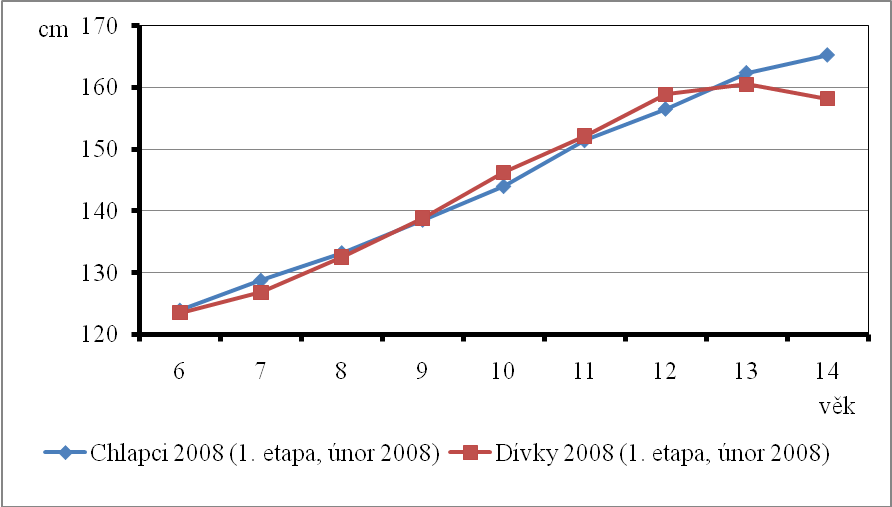 cm
170
160
150
140
130
120
6 7 8 9 10 11 12 13 14
věk
Chlapci 2008 (1. etapa, únor 2008) Dívky 2008 (1. etapa, únor 2008)